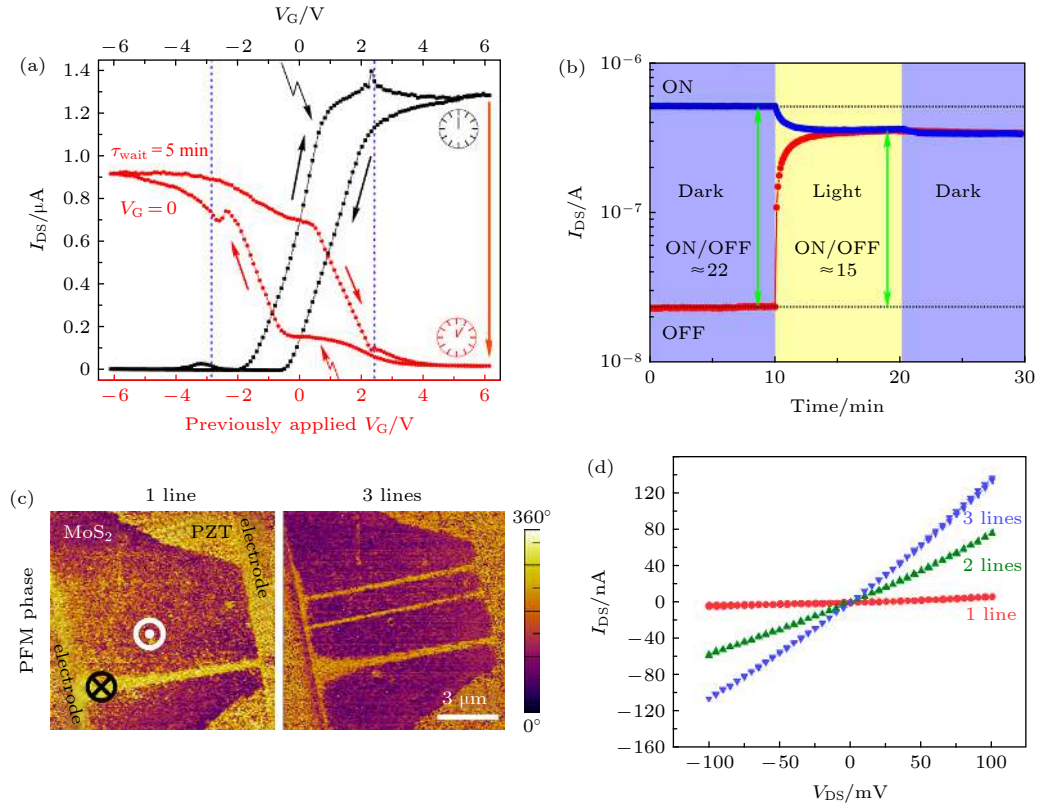 V_G/V
−6 −4 −2 0 2 4 6
(a)
1.4
1.2
1.0
0.8
0.6
0.4
0.2
0
I_DS/μA
τ_wait = 5 min
V_G = 0
−6 −4 −2 0 2 4 6
Previously applied V_G/V
(b)
10⁻⁶
10⁻⁷
10⁻⁸
I_DS/A
ON
Dark Light Dark
ON/OFF ON/OFF
≈22 ≈15
OFF
0 10 20 30
Time/min
(c)
1 line 3 lines
PFM phase
MoS₂ PZT
electrode
electrode
3 μm
360°
0°
(d)
120
80
40
0
−40
−80
−120
−160
I_DS/nA
3 lines
2 lines
1 line
−100 −50 0 50 100
V_DS/mV